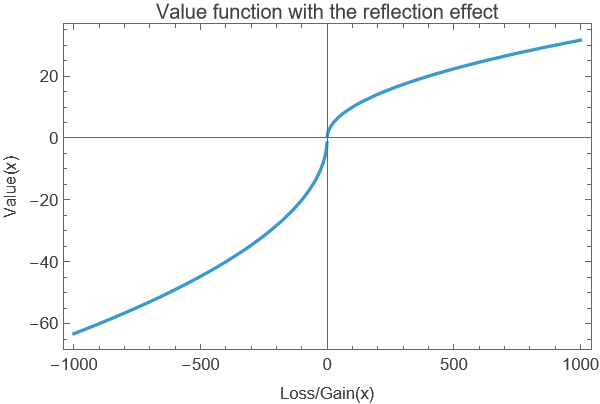 Value function with the reflection effect
20
0
−20
−40
−60
Value(x)
−1000 −500 0 500 1000
Loss/Gain(x)